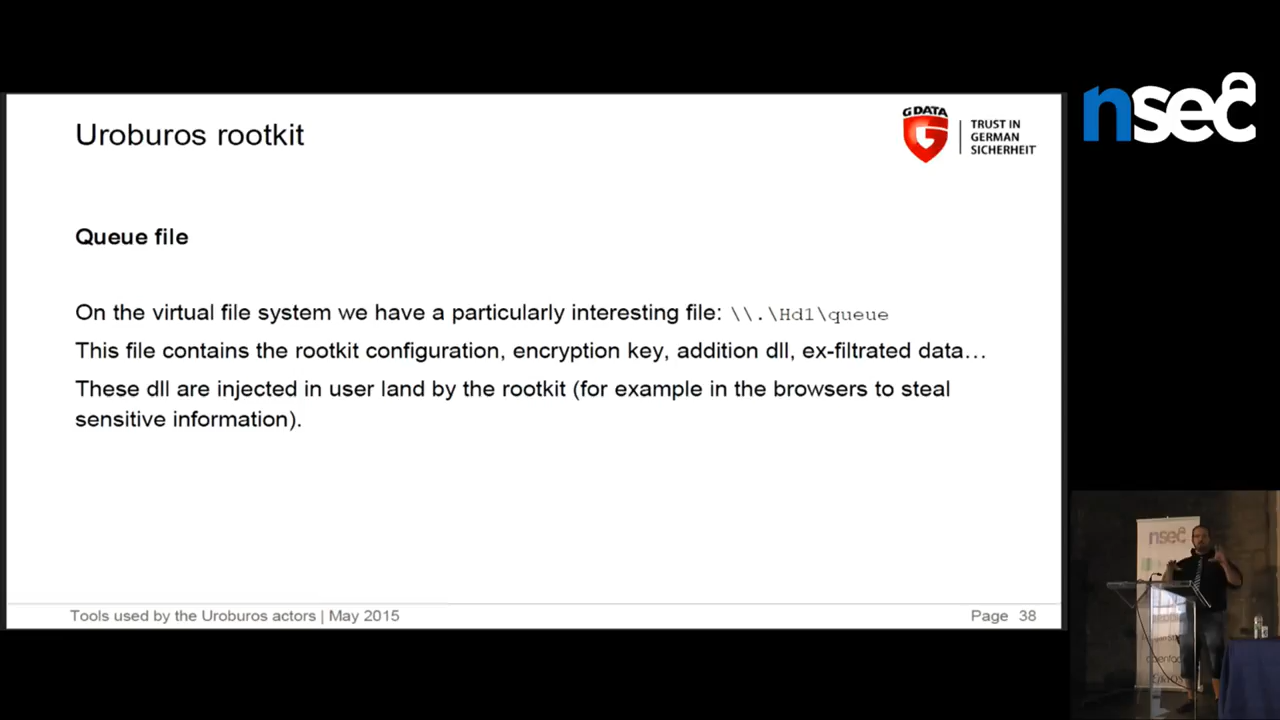 Uroburos rootkit
G DATA
TRUST IN
GERMAN
SICHERHEIT
nsec
Queue file
On the virtual file system we have a particularly interesting file: \\.\Hd1\queue
This file contains the rootkit configuration, encryption key, addition dll, ex-filtrated data…
These dll are injected in user land by the rootkit (for example in the browsers to steal
sensitive information).
nsec
Tools used by the Uroburos actors | May 2015
Page 38